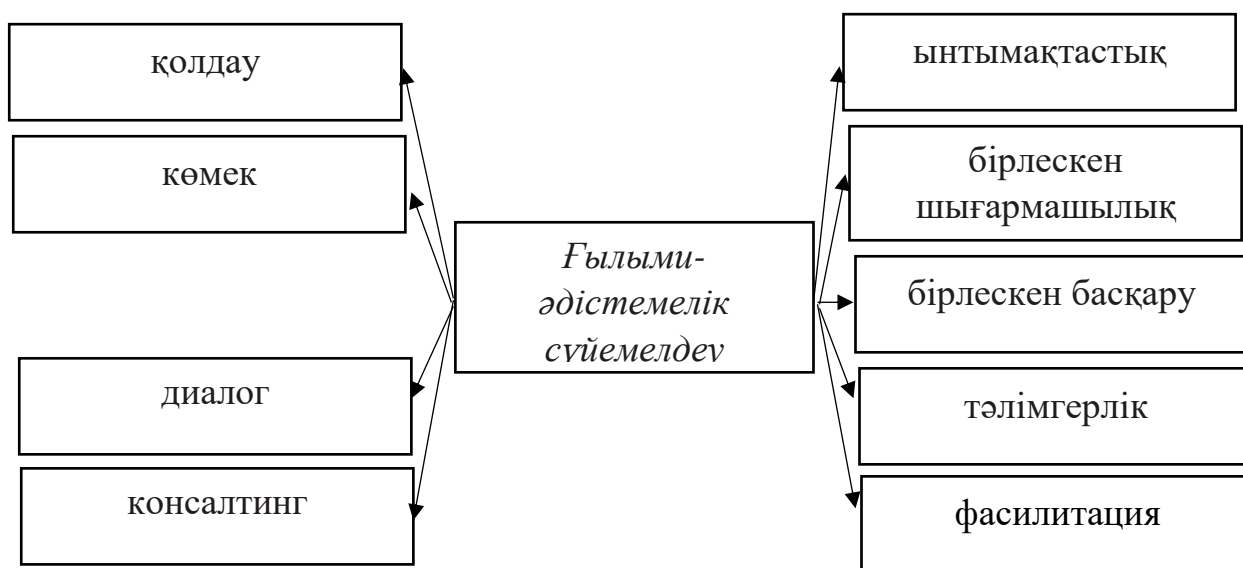 қолдау
көмек
диалог
консалтинг
Ғылыми-
әдістемелік
сүйемелдеу
ынтымақтастық
бірлескен
шығармашылық
бірлескен басқару
тәлімгерлік
фасилитация